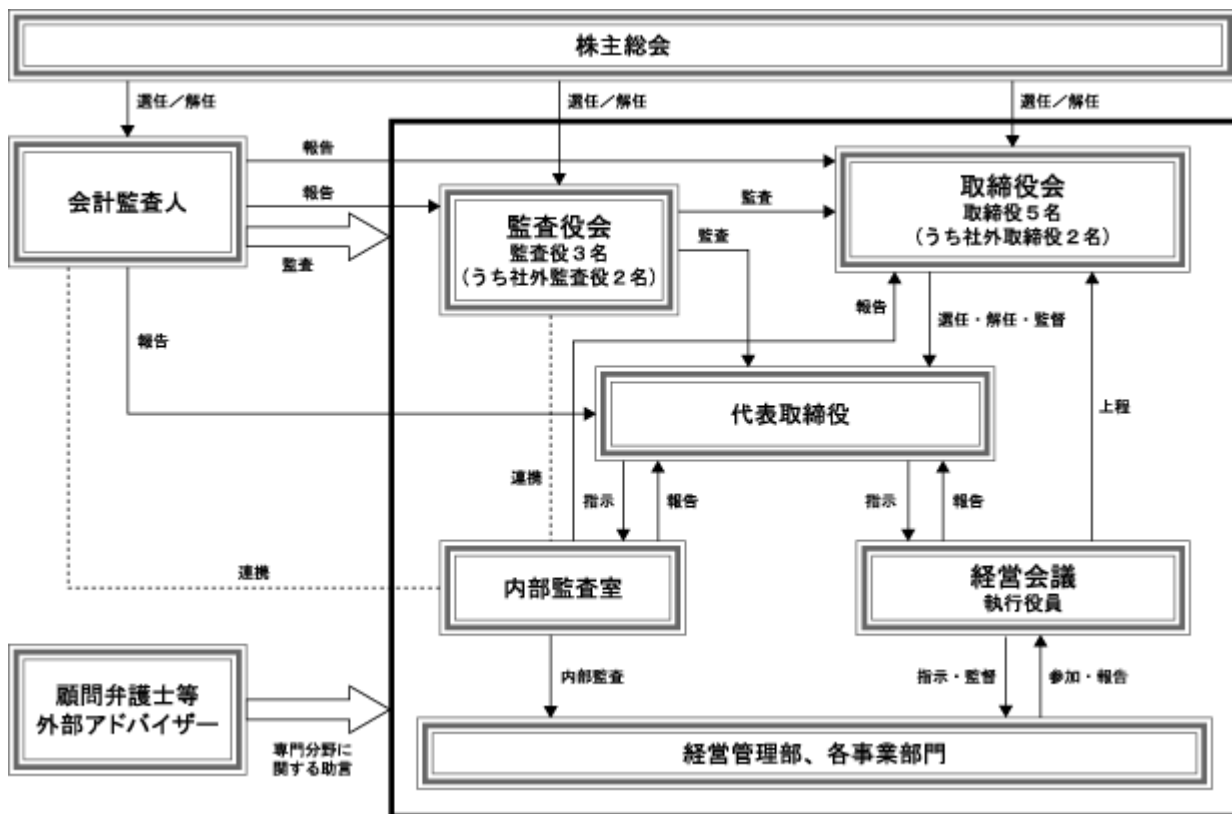 株主総会
選任／解任
選任／解任
選任／解任
会計監査人
報告
報告
監査
監査役会
監査役３名
(うち社外監査役２名)
監査
監査
取締役会
取締役５名
(うち社外取締役２名)
報告
報告
選任・解任・監督
代表取締役
上程
連携
指示
報告
指示
報告
連携
内部監査室
経営会議
執行役員
内部監査
指示・監督
参加・報告
顧問弁護士等
外部アドバイザー
専門分野に
関する助言
経営管理部、各事業部門